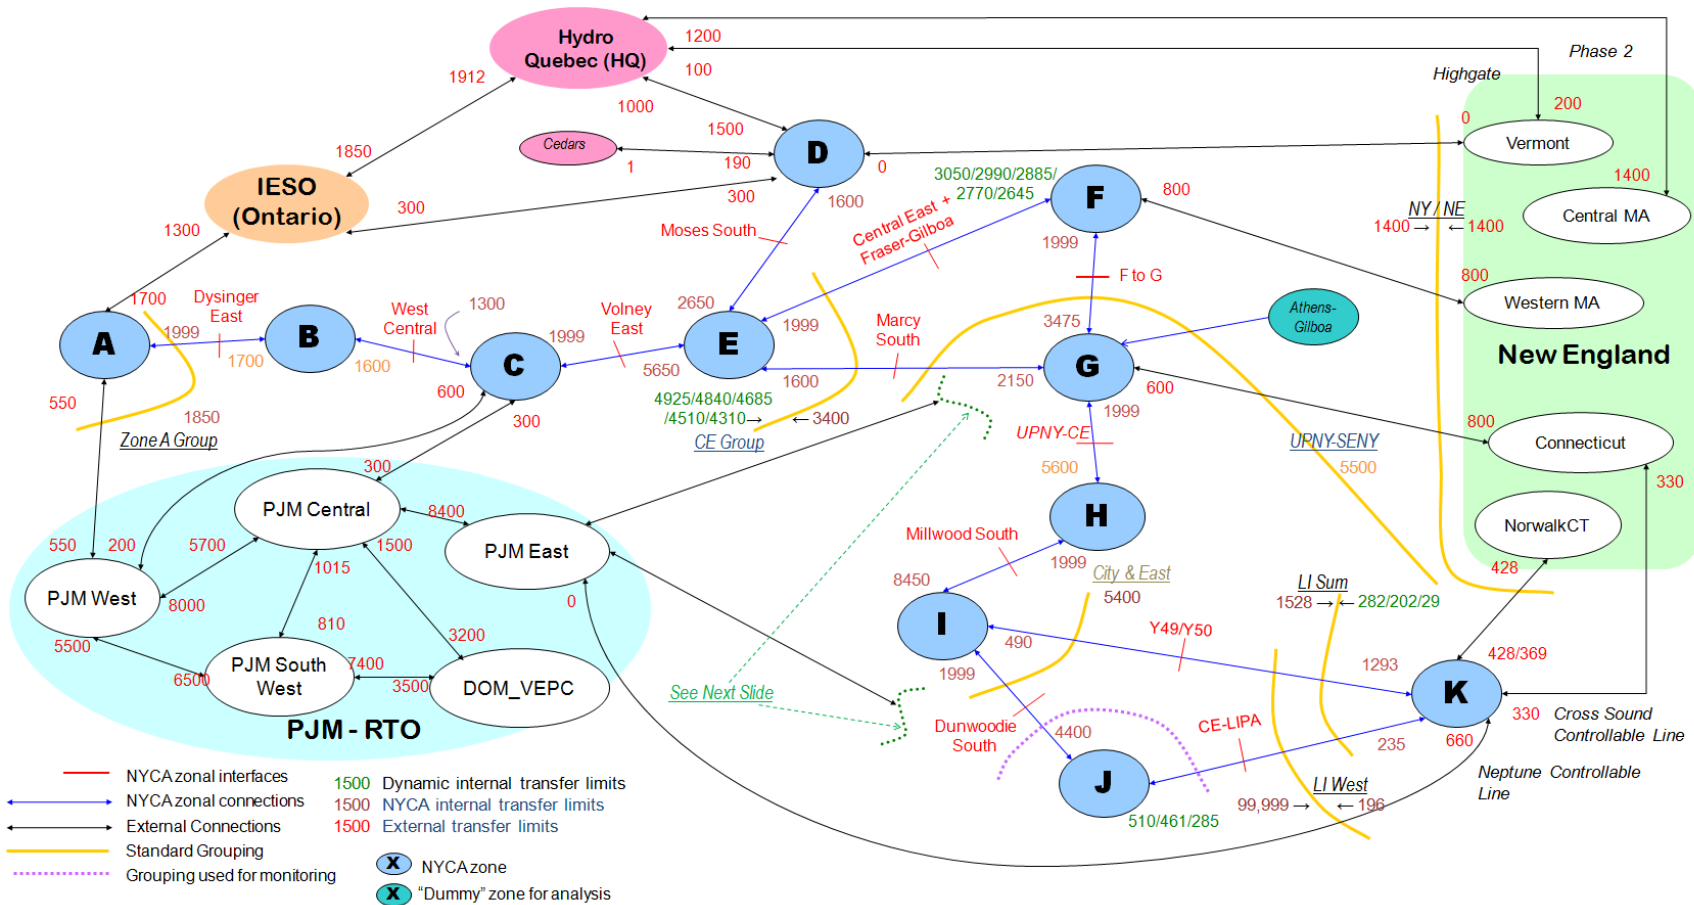 Hydro
Quebec (HQ)
1200
100
1912
1000
1500
Phase 2
Highgate
200
0
Vermont
1400
Central MA
NY / NE
1400 → ← 1400
800
Western MA
New England
800
Connecticut
330
NorwalkCT
428
Cedars
1
190
D
0
1600
300
1850
IESO
(Ontario)
300
1300
Moses South
3050/2990/2885/
2770/2645
Central East +
Fraser-Gilboa
F
800
1999
F to G
3475
Athens-
Gilboa
1700
Dysinger
East
A
1999
1700
B
West
Central
1300
1600
C
1999
600
300
Volney
East
2650
E
5650
1999
1600
4925/4840/4685
/4510/4310→
← 3400
CE Group
Marcy
South
2150
G
600
1999
UPNY-CE
5600
UPNY-SENY
5500
550
1850
Zone A Group
H
Millwood South
1999
8450
City & East
5400
I
490
1999
Y49/Y50
LI Sum
1528 → ← 282/202/29
1293
K
428/369
330
Cross Sound
Controllable Line
660
235
Neptune Controllable
Line
CE-LIPA
LI West
99,999 → ← 196
Dunwoodie
South
4400
J
510/461/285
See Next Slide
300
PJM Central
8400
1500
PJM East
0
550
200
5700
1015
PJM West
8000
5500
810
3200
6500
PJM South
West
7400
3500
DOM_VEPC
PJM - RTO
NYCA zonal interfaces
NYCA zonal connections
External Connections
Standard Grouping
Grouping used for monitoring
1500 Dynamic internal transfer limits
1500 NYCA internal transfer limits
1500 External transfer limits
X NYCA zone
X “Dummy” zone for analysis